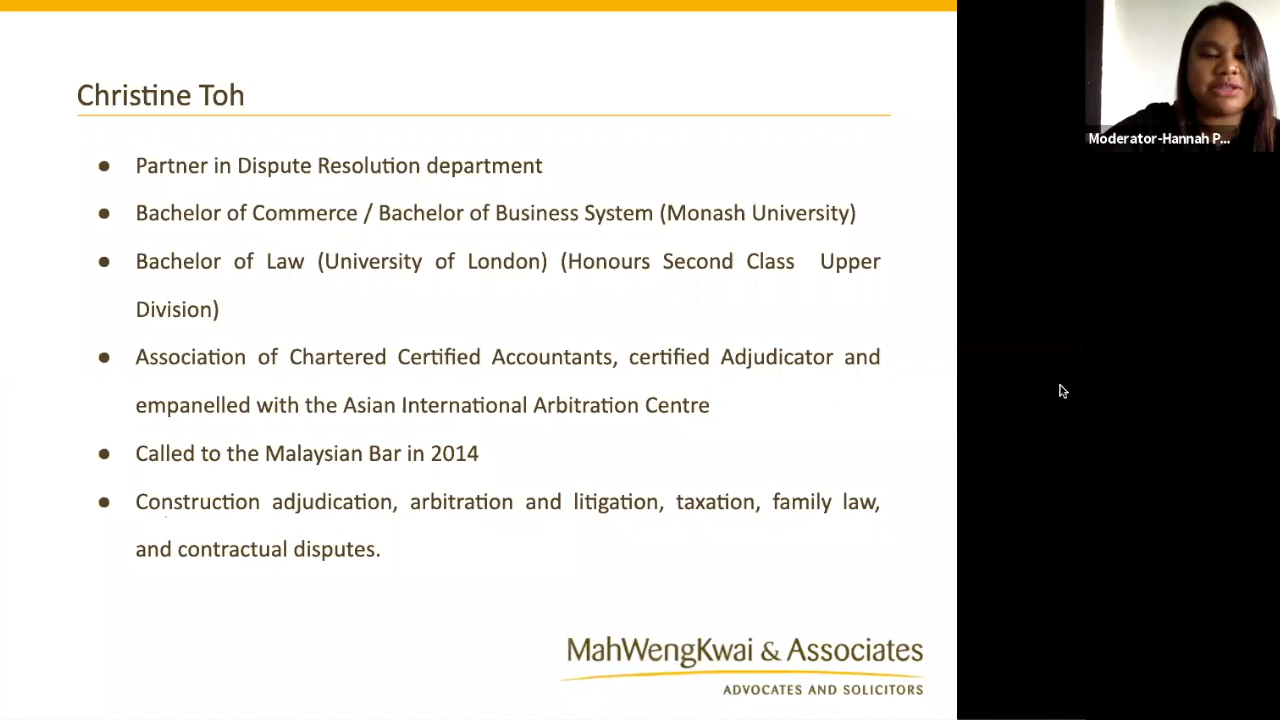 Christine Toh
● Partner in Dispute Resolution department
● Bachelor of Commerce / Bachelor of Business System (Monash University)
● Bachelor of Law (University of London) (Honours Second Class Upper
Division)
● Association of Chartered Certified Accountants, certified Adjudicator and
empanelled with the Asian International Arbitration Centre
● Called to the Malaysian Bar in 2014
● Construction adjudication, arbitration and litigation, taxation, family law,
and contractual disputes.
MahWengKwai & Associates
ADVOCATES AND SOLICITORS
Moderator-Hannah P...